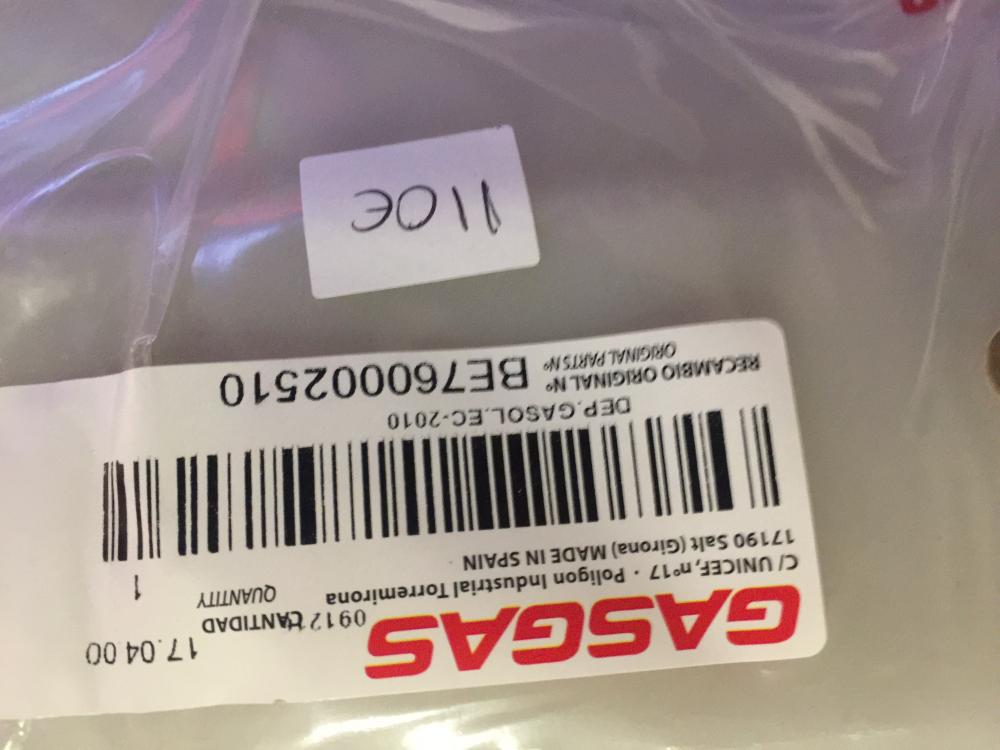 GASGAS 17.04 00
0912 CANTIDAD
C/ UNICEF, nº17 · Poligon Industrial Torremirona QUANTITY 1
17190 Salt (Girona) MADE IN SPAIN
DEP.GASOL.EC-2010
RECAMBIO ORIGINAL Nº BE760002510
ORIGINAL PARTS Nº
110€